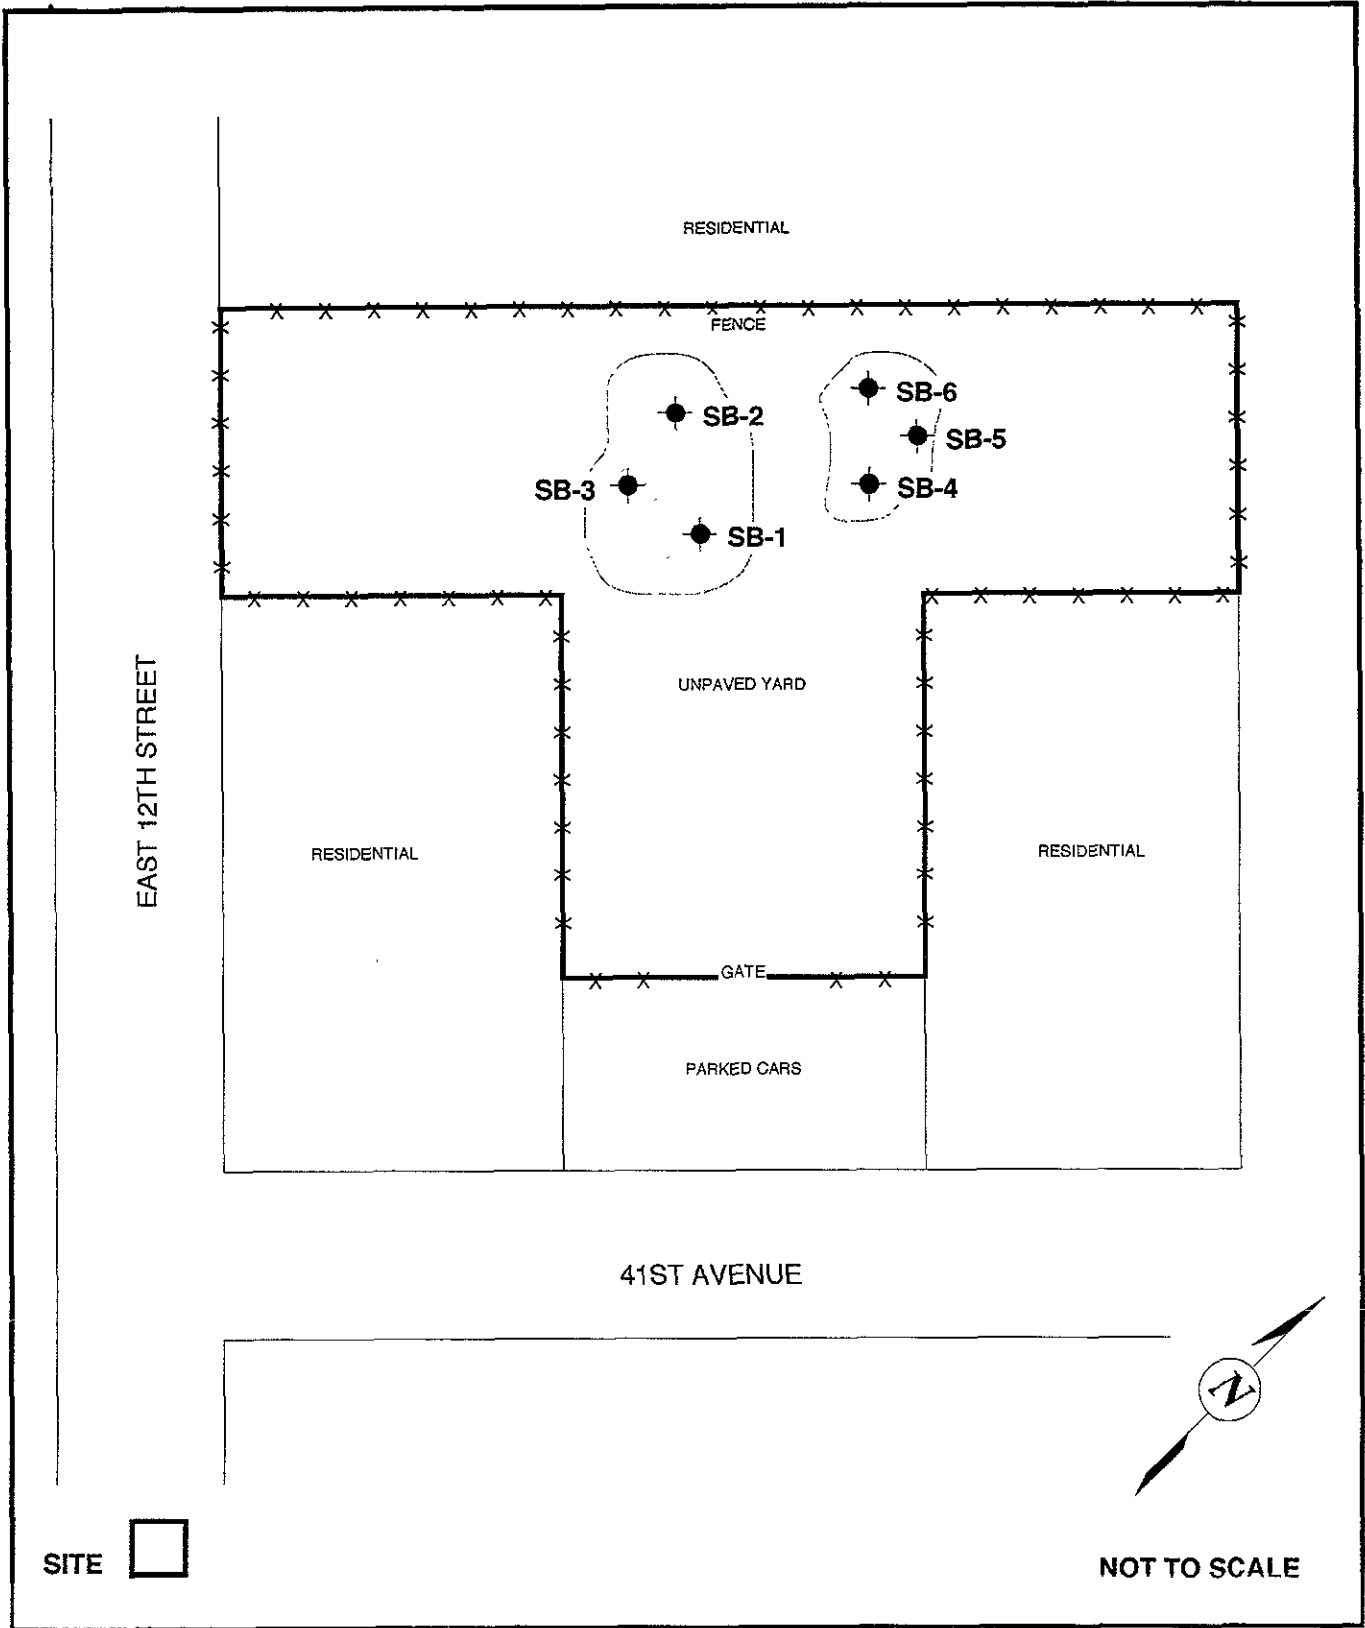 RESIDENTIAL
FENCE
SB-6
SB-2
SB-5
SB-3
SB-4
SB-1
UNPAVED YARD
EAST 12TH STREET
RESIDENTIAL
RESIDENTIAL
GATE
PARKED CARS
41ST AVENUE
N
SITE
NOT TO SCALE